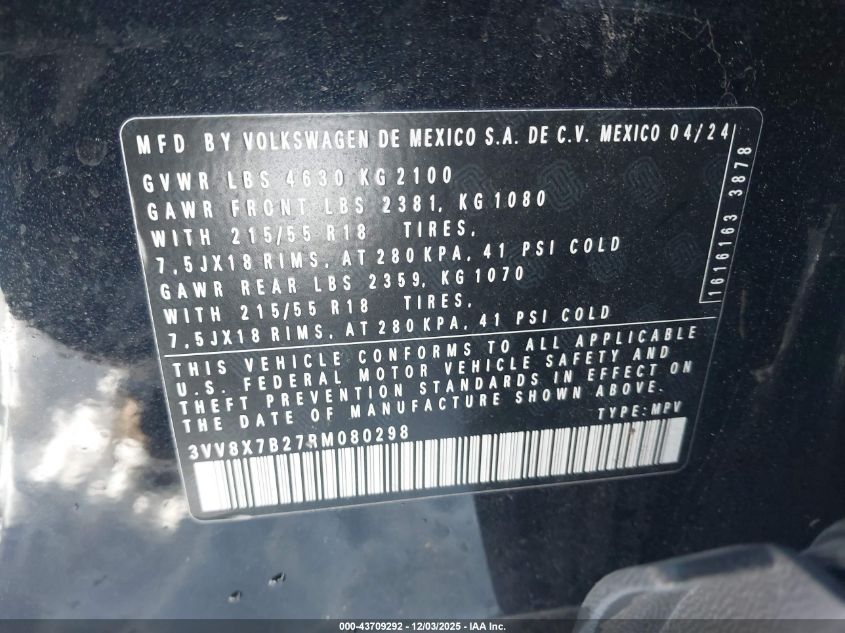 MFD BY VOLKSWAGEN DE MEXICO S.A. DE C.V. MEXICO 04/24
GVWR LBS 4630 KG 2100
GAWR FRONT LBS 2381, KG 1080
WITH 215/55 R18 TIRES,
7,5JX18 RIMS, AT 280 KPA, 41 PSI COLD
GAWR REAR LBS 2359, KG 1070
WITH 215/55 R18 TIRES,
7,5JX18 RIMS, AT 280 KPA, 41 PSI COLD
1616163 3878
THIS VEHICLE CONFORMS TO ALL APPLICABLE
U.S. FEDERAL MOTOR VEHICLE SAFETY AND
THEFT PREVENTION STANDARDS IN EFFECT ON
THE DATE OF MANUFACTURE SHOWN ABOVE.
TYPE: MPV
3VV8X7B27RM080298
000-43709292 - 12/03/2025 - IAA Inc.